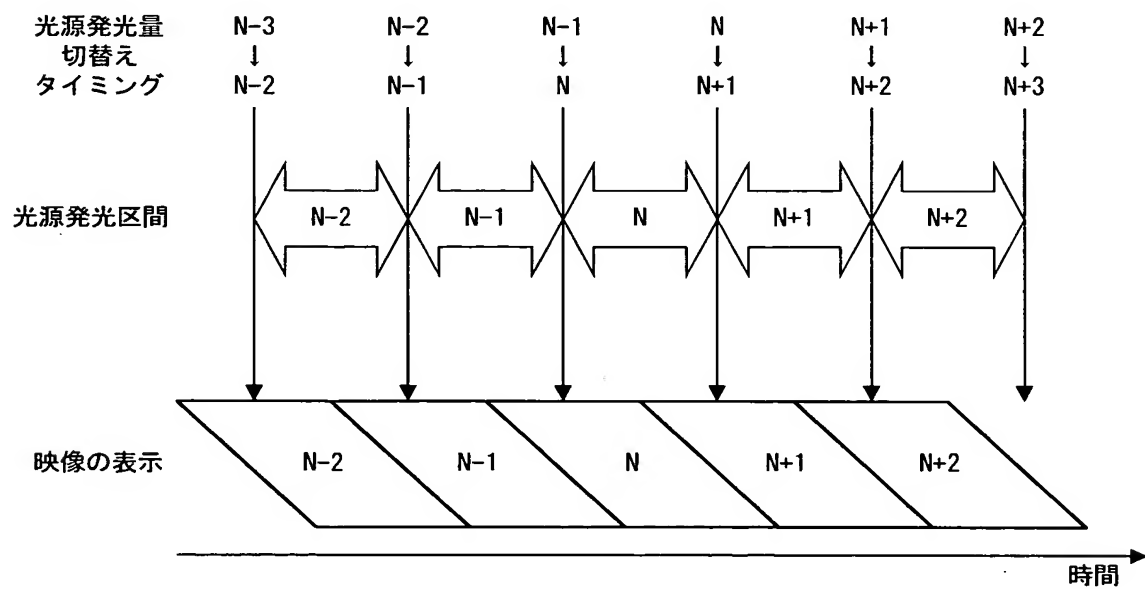 光源発光量 N-3 N-2 N-1 N N+1 N+2
切替え ↓ ↓ ↓ ↓ ↓ ↓
タイミング N-2 N-1 N N+1 N+2 N+3
光源発光区間 N-2 N-1 N N+1 N+2
映像の表示 N-2 N-1 N N+1 N+2
時間